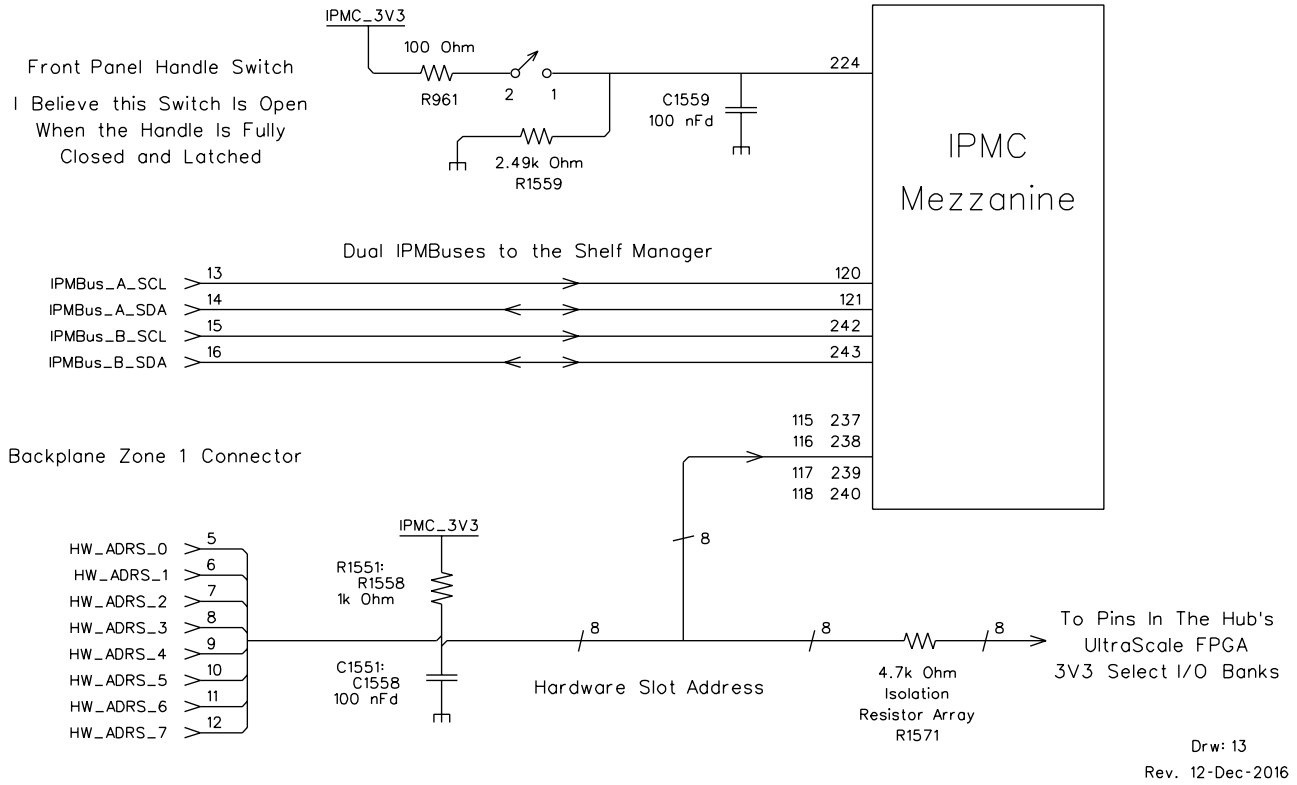 IPMC_3V3
100 Ohm
R961
2 1
Front Panel Handle Switch
I Believe this Switch Is Open
When the Handle Is Fully
Closed and Latched
2.49k Ohm
R1559
C1559
100 nFd
224
IPMC
Mezzanine
Dual IPMBuses to the Shelf Manager
IPMBus_A_SCL 13 120
IPMBus_A_SDA 14 121
IPMBus_B_SCL 15 242
IPMBus_B_SDA 16 243
115 237
116 238
117 239
118 240
Backplane Zone 1 Connector
HW_ADRS_0 5
HW_ADRS_1 6
HW_ADRS_2 7
HW_ADRS_3 8
HW_ADRS_4 9
HW_ADRS_5 10
HW_ADRS_6 11
HW_ADRS_7 12
IPMC_3V3
R1551:
R1558
1k Ohm
C1551:
C1558
100 nFd
8
8
8
8
Hardware Slot Address
4.7k Ohm
Isolation
Resistor Array
R1571
To Pins In The Hub's
UltraScale FPGA
3V3 Select I/O Banks
Drw: 13
Rev. 12-Dec-2016